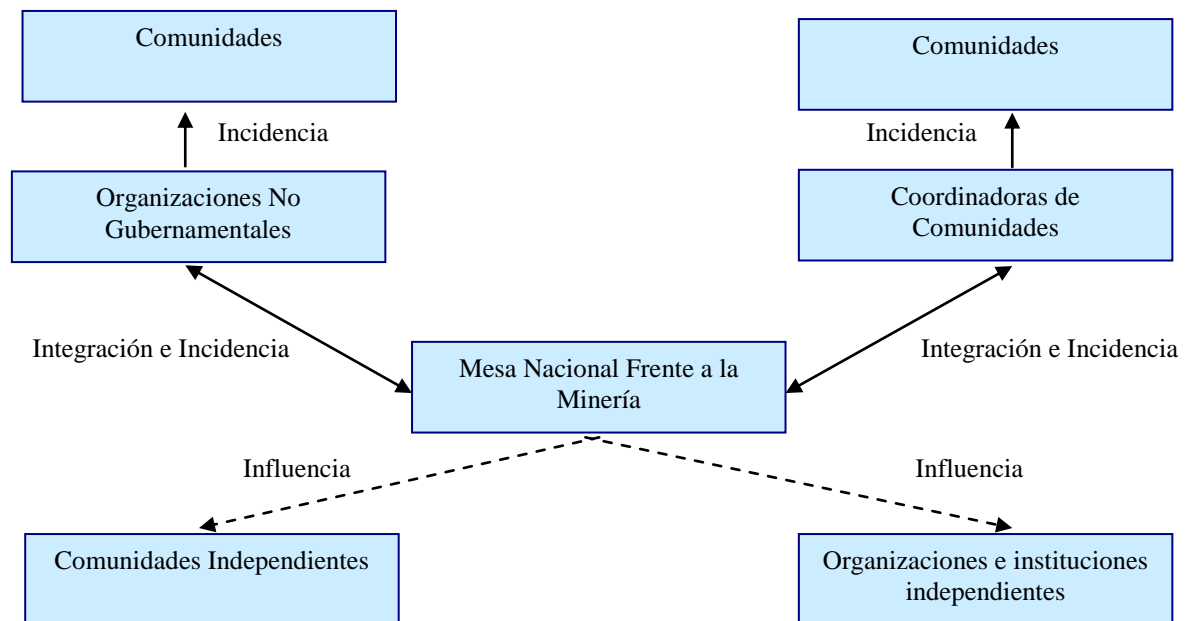 Comunidades
Comunidades
Incidencia
Incidencia
Organizaciones No
Gubernamentales
Coordinadoras de
Comunidades
Integración e Incidencia
Integración e Incidencia
Mesa Nacional Frente a la
Minería
Influencia
Influencia
Comunidades Independientes
Organizaciones e instituciones
independientes